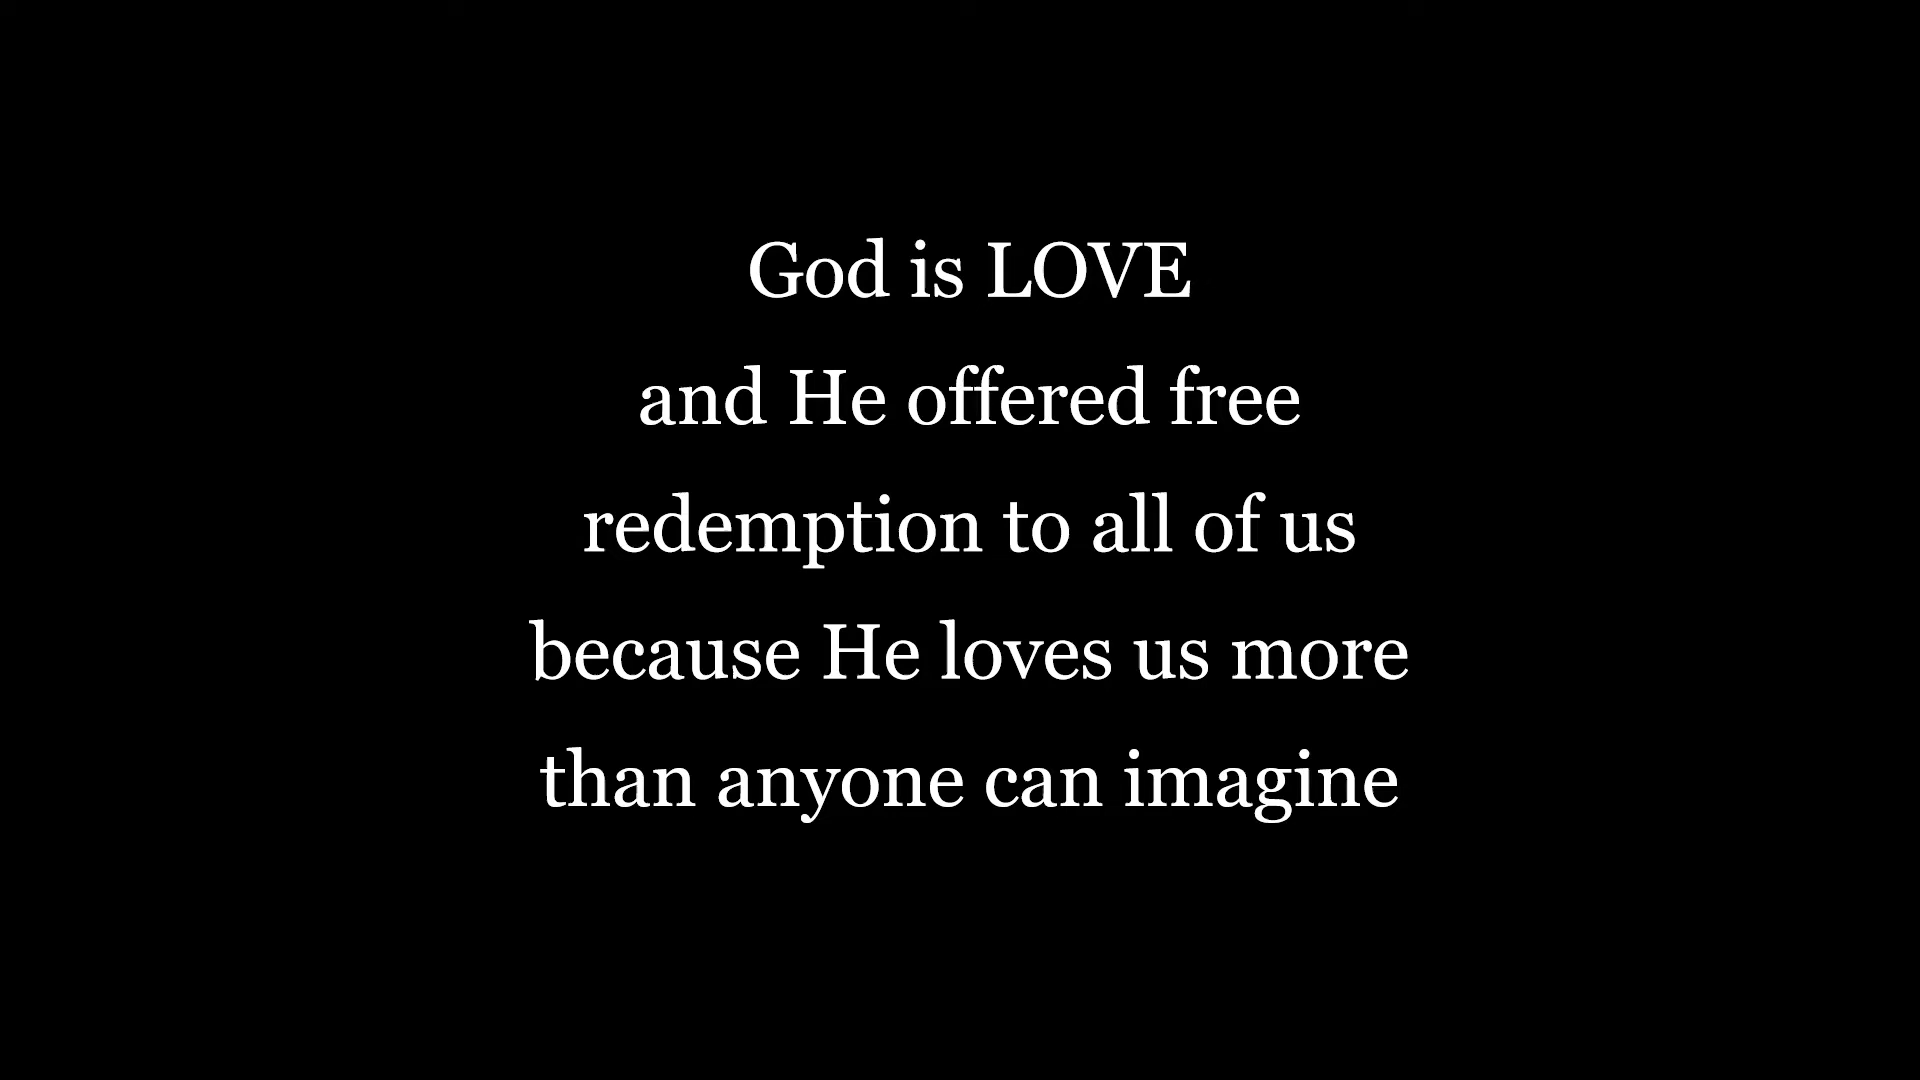 God is LOVE
and He offered free
redemption to all of us
because He loves us more
than anyone can imagine